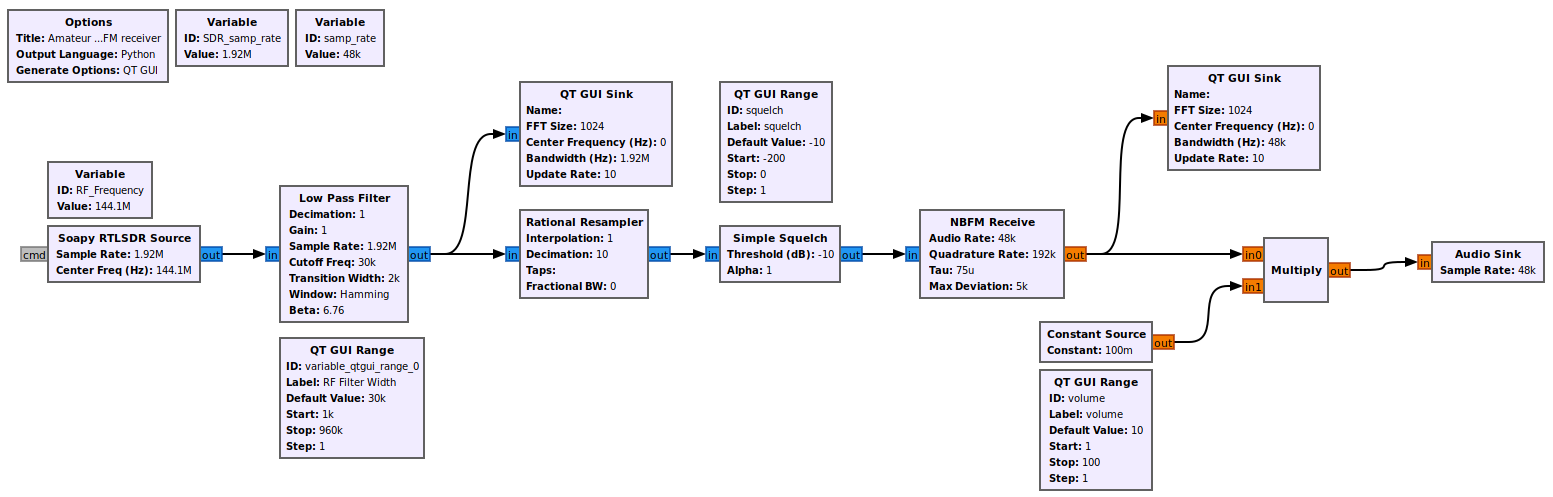 Options
Title: Amateur ...FM receiver
Output Language: Python
Generate Options: QT GUI
Variable
ID: SDR_samp_rate
Value: 1.92M
Variable
ID: samp_rate
Value: 48k
Variable
ID: RF_Frequency
Value: 144.1M
Soapy RTLSDR Source
Sample Rate: 1.92M
Center Freq (Hz): 144.1M
cmd
out
Low Pass Filter
Decimation: 1
Gain: 1
Sample Rate: 1.92M
Cutoff Freq: 30k
Transition Width: 2k
Window: Hamming
Beta: 6.76
in
out
QT GUI Range
ID: variable_qtgui_range_0
Label: RF Filter Width
Default Value: 30k
Start: 1k
Stop: 960k
Step: 1
QT GUI Sink
Name:
FFT Size: 1024
Center Frequency (Hz): 0
Bandwidth (Hz): 1.92M
Update Rate: 10
in
Rational Resampler
Interpolation: 1
Decimation: 10
Taps:
Fractional BW: 0
in
out
QT GUI Range
ID: squelch
Label: squelch
Default Value: -10
Start: -200
Stop: 0
Step: 1
Simple Squelch
Threshold (dB): -10
Alpha: 1
in
out
NBFM Receive
Audio Rate: 48k
Quadrature Rate: 192k
Tau: 75u
Max Deviation: 5k
in
out
QT GUI Sink
Name:
FFT Size: 1024
Center Frequency (Hz): 0
Bandwidth (Hz): 48k
Update Rate: 10
in
Constant Source
Constant: 100m
out
QT GUI Range
ID: volume
Label: volume
Default Value: 10
Start: 1
Stop: 100
Step: 1
Multiply
in0
in1
out
Audio Sink
Sample Rate: 48k
in